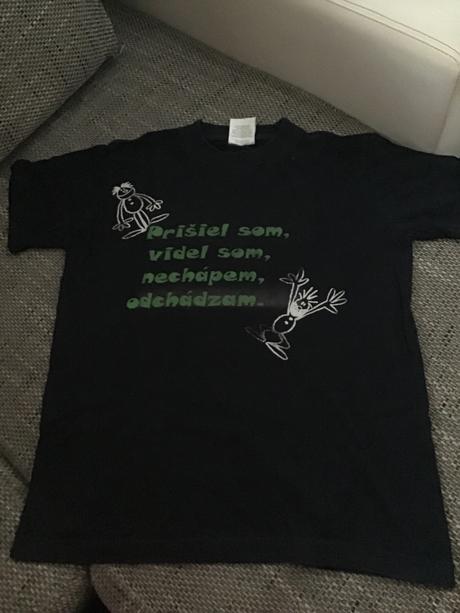 Prišiel som,
videl som,
nechápem,
odchádzam.